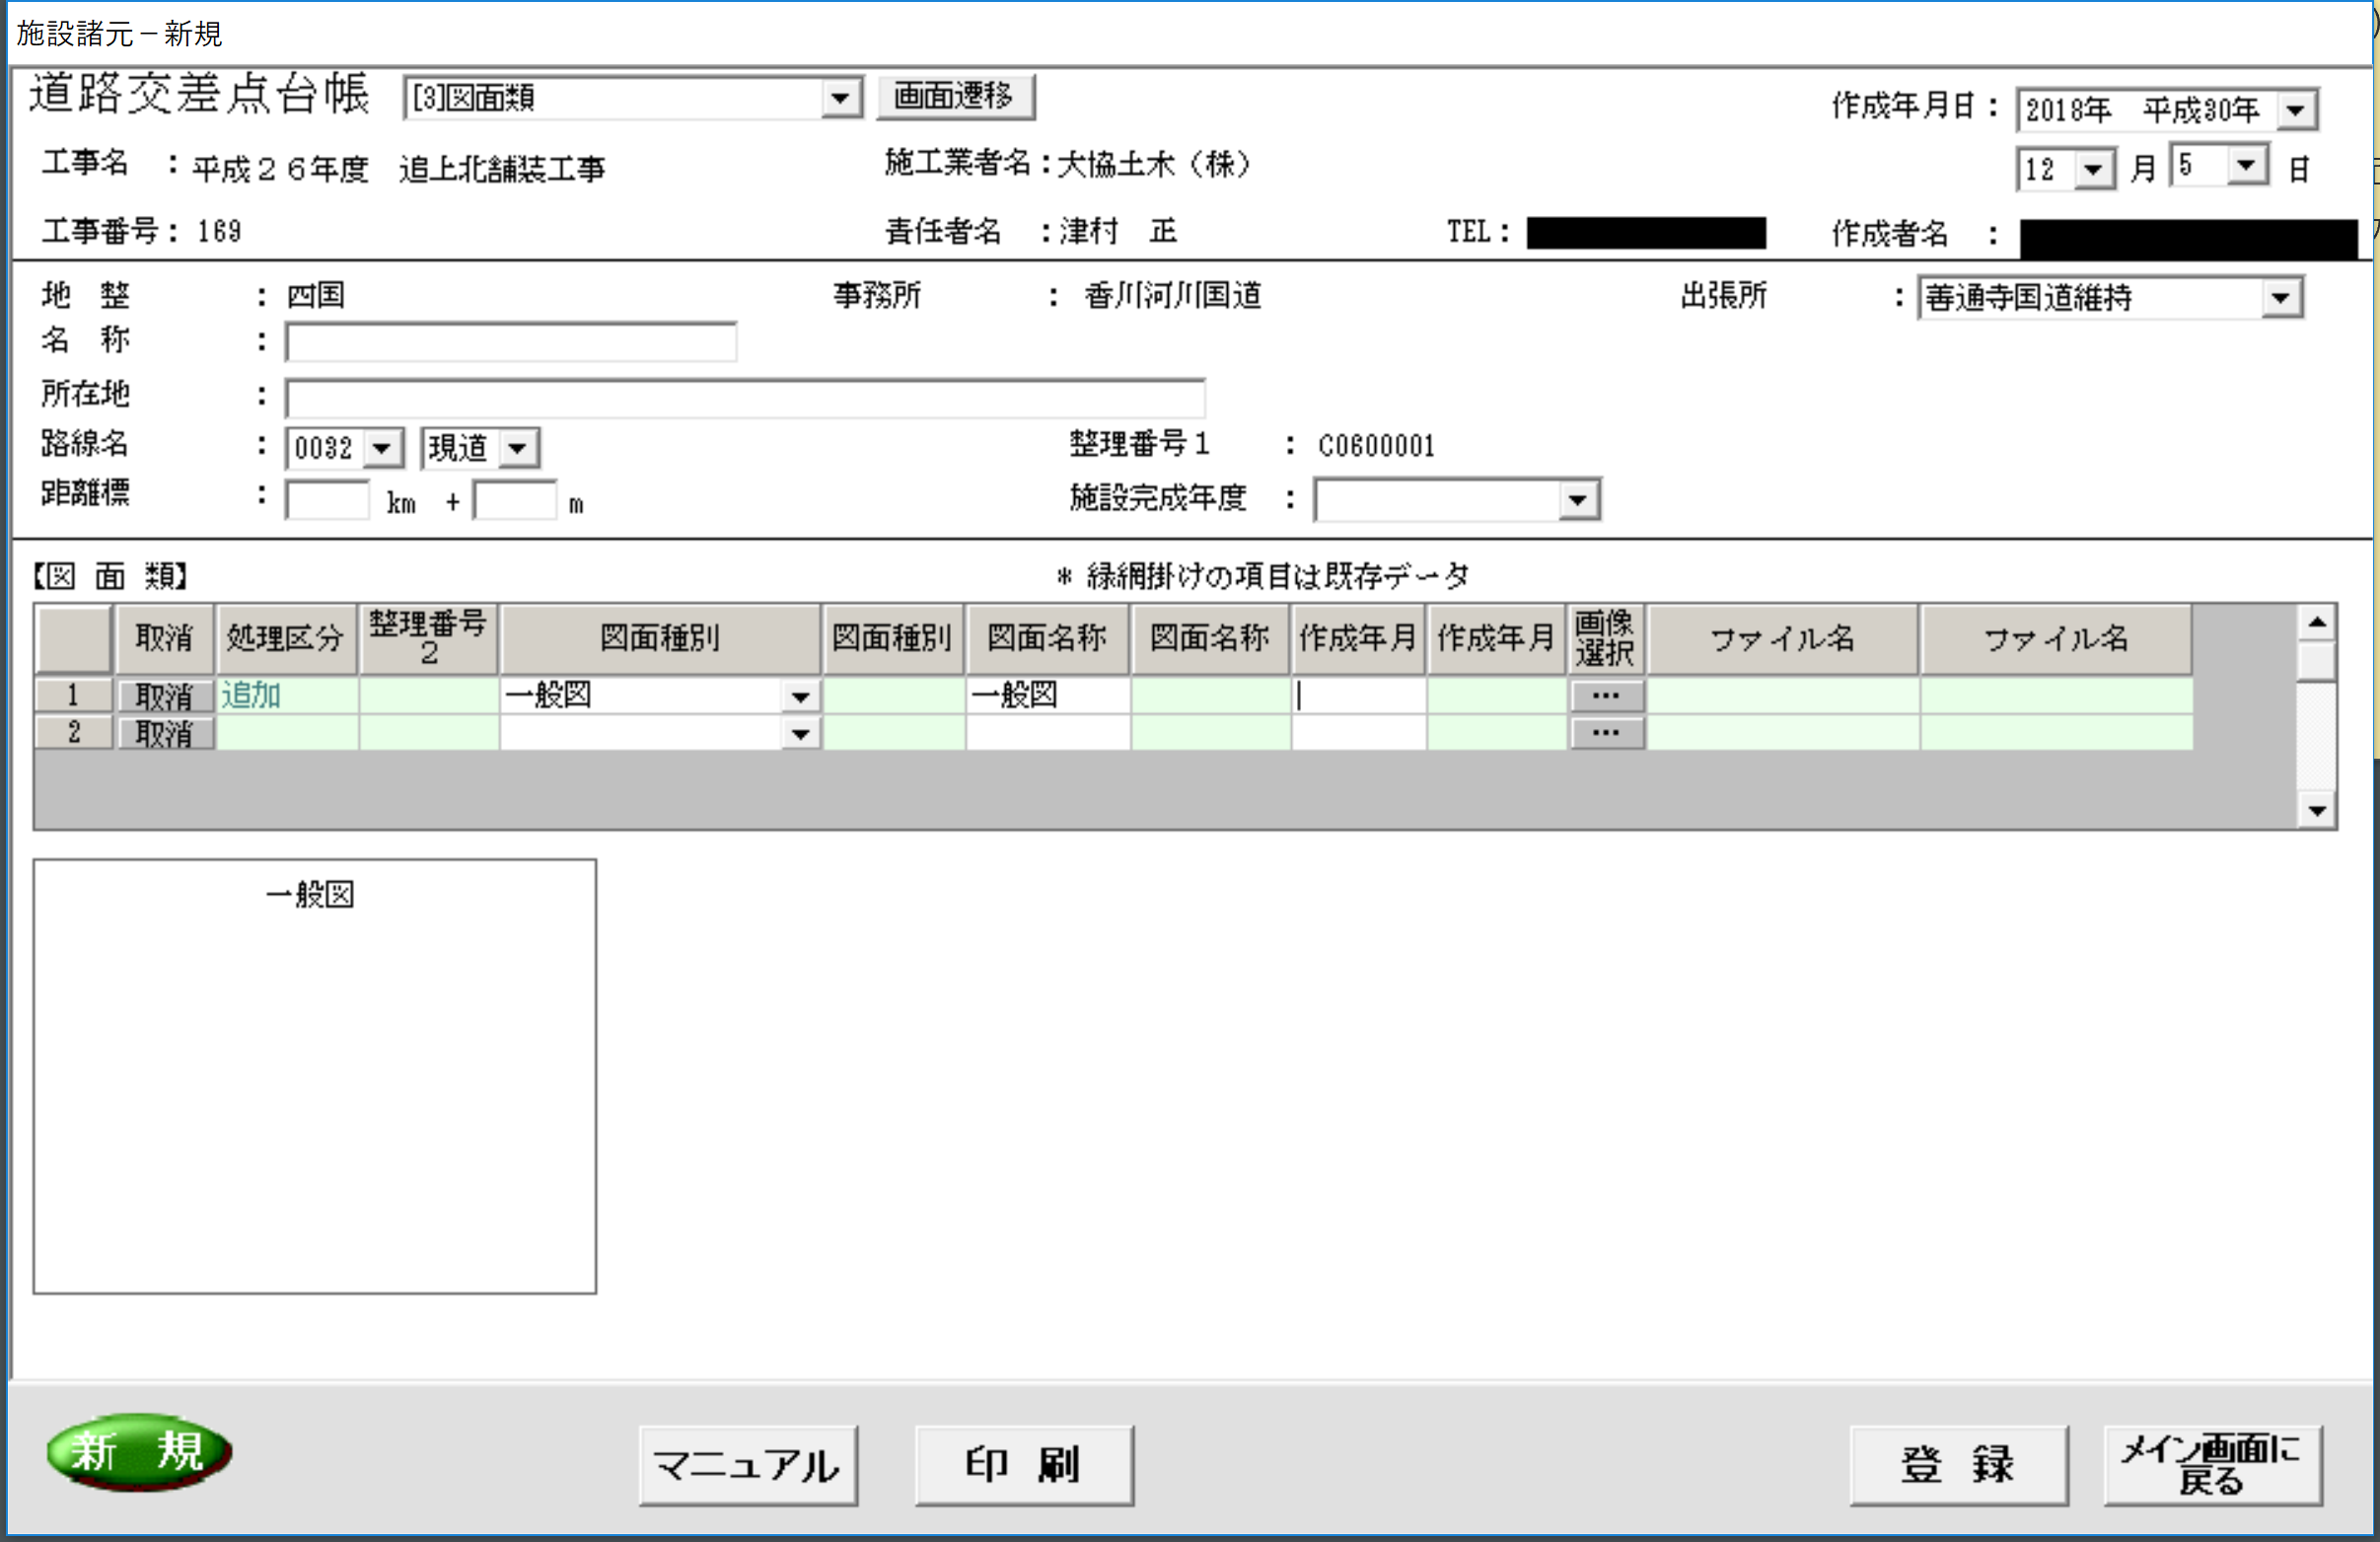 施設諸元－新規
道路交差点台帳 [3]図面類 画面遷移 作成年月日： 2018年　平成30年
工事名　：平成２６年度　追上北舗装工事 施工業者名：大協土木（株） 12 月 5 日
工事番号： 169 責任者名　：津村　正 TEL： 作成者名　：
地　整　： 四国 事務所　： 香川河川国道 出張所　： 善通寺国道維持
名　称　：
所在地　：
路線名　： 0032 現道 整理番号１　： C0600001
距離標　： km + m 施設完成年度　：
【図 面 類】 * 緑網掛けの項目は既存データ
取消 処理区分 整理番号２ 図面種別 図面種別 図面名称 図面名称 作成年月 作成年月 画像選択 ファイル名 ファイル名
1 取消 追加 一般図 一般図 ...
2 取消 ...
一般図
新　規 マニュアル 印　刷 登　録 メイン画面に戻る